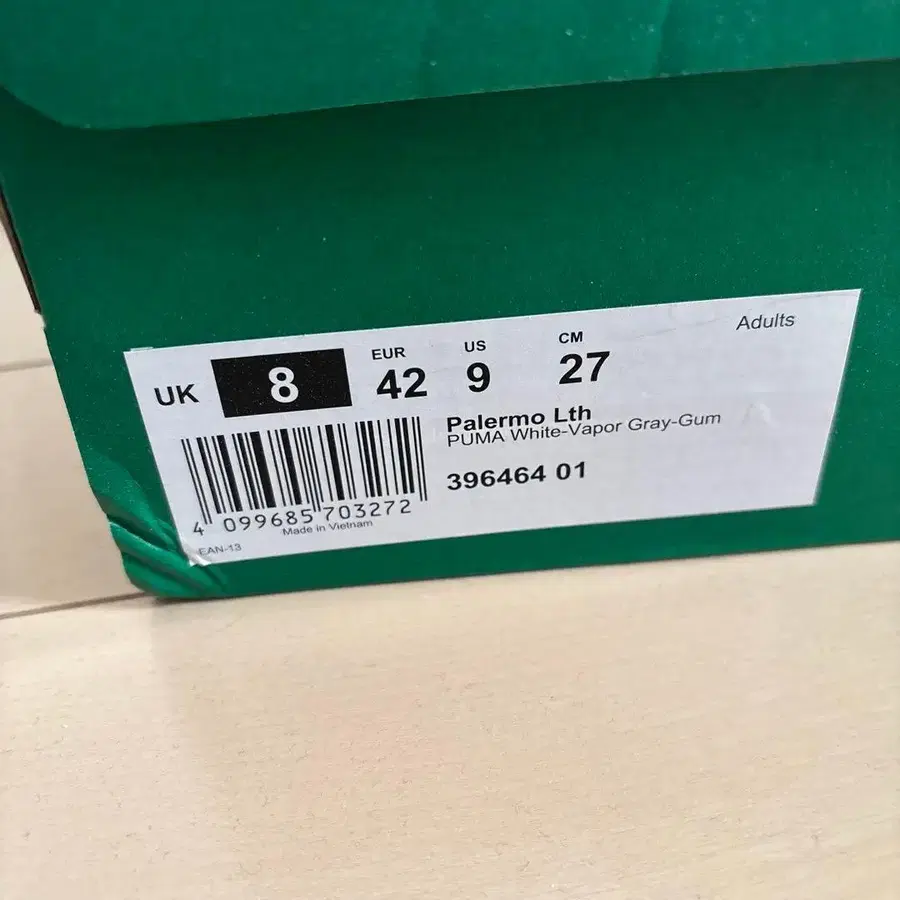 Adults
UK 8 EUR 42 US 9 CM 27
Palermo Lth
PUMA White-Vapor Gray-Gum
396464 01
4 099685 703272
Made in Vietnam
EAN-13